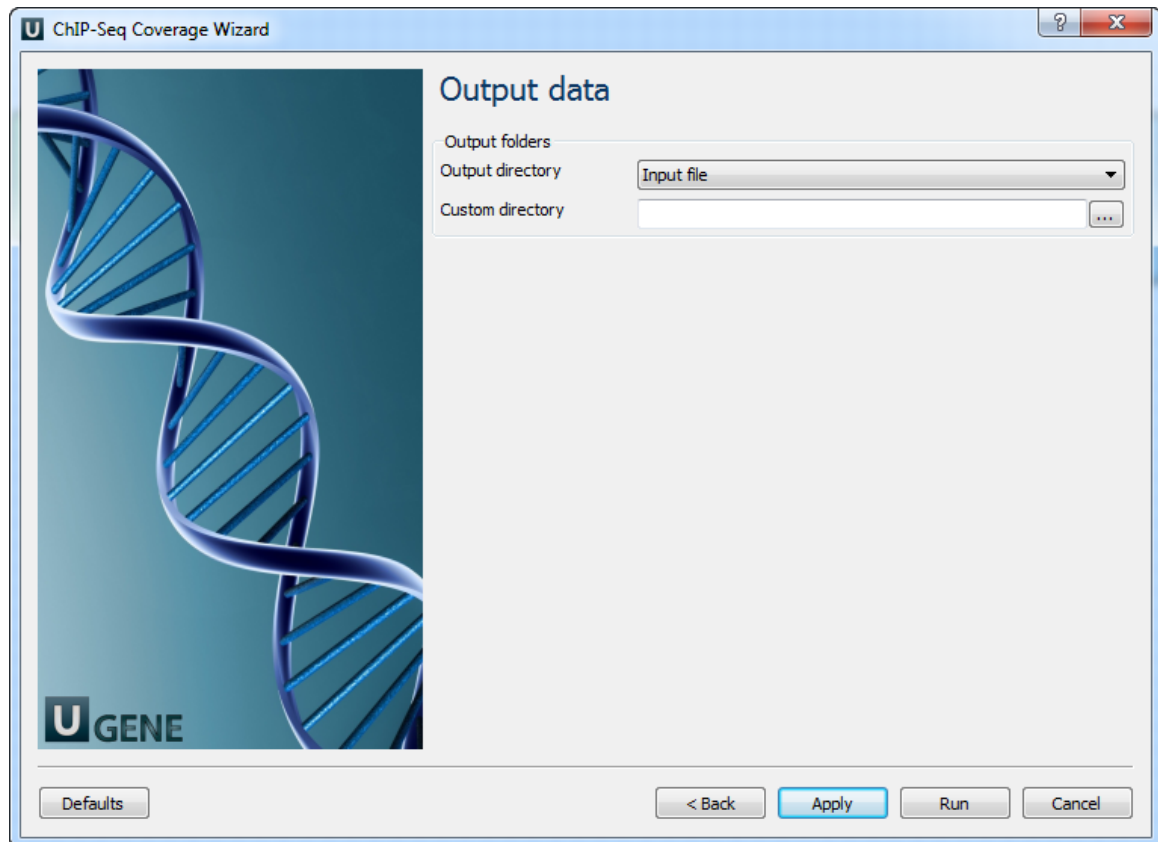 U ChIP-Seq Coverage Wizard
?
Output data
Output folders
Output directory
Input file
Custom directory
...
U GENE
Defaults
< Back
Apply
Run
Cancel